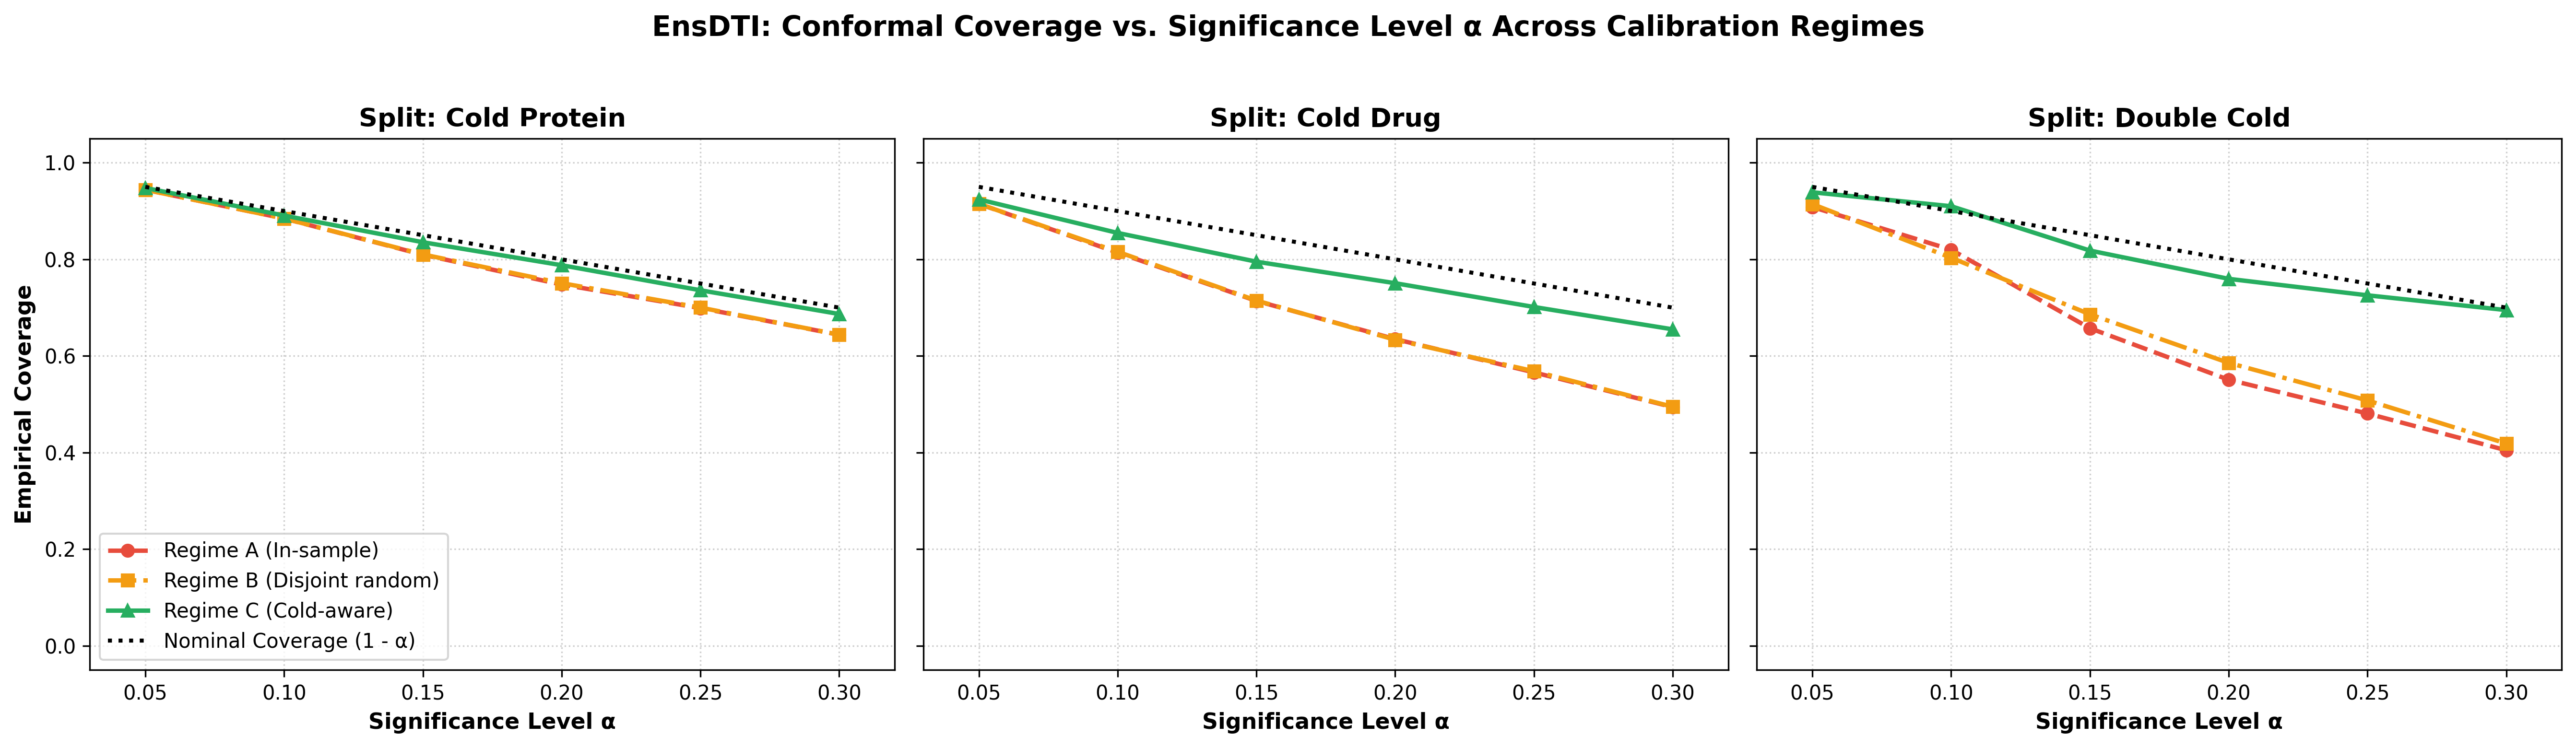 EnsDTI: Conformal Coverage vs. Significance Level α Across Calibration Regimes
Split: Cold Protein
Split: Cold Drug
Split: Double Cold
Empirical Coverage
1.0
0.8
0.6
0.4
0.2
0.0
Regime A (In-sample)
Regime B (Disjoint random)
Regime C (Cold-aware)
Nominal Coverage (1 - α)
0.05 0.10 0.15 0.20 0.25 0.30
0.05 0.10 0.15 0.20 0.25 0.30
0.05 0.10 0.15 0.20 0.25 0.30
Significance Level α
Significance Level α
Significance Level α